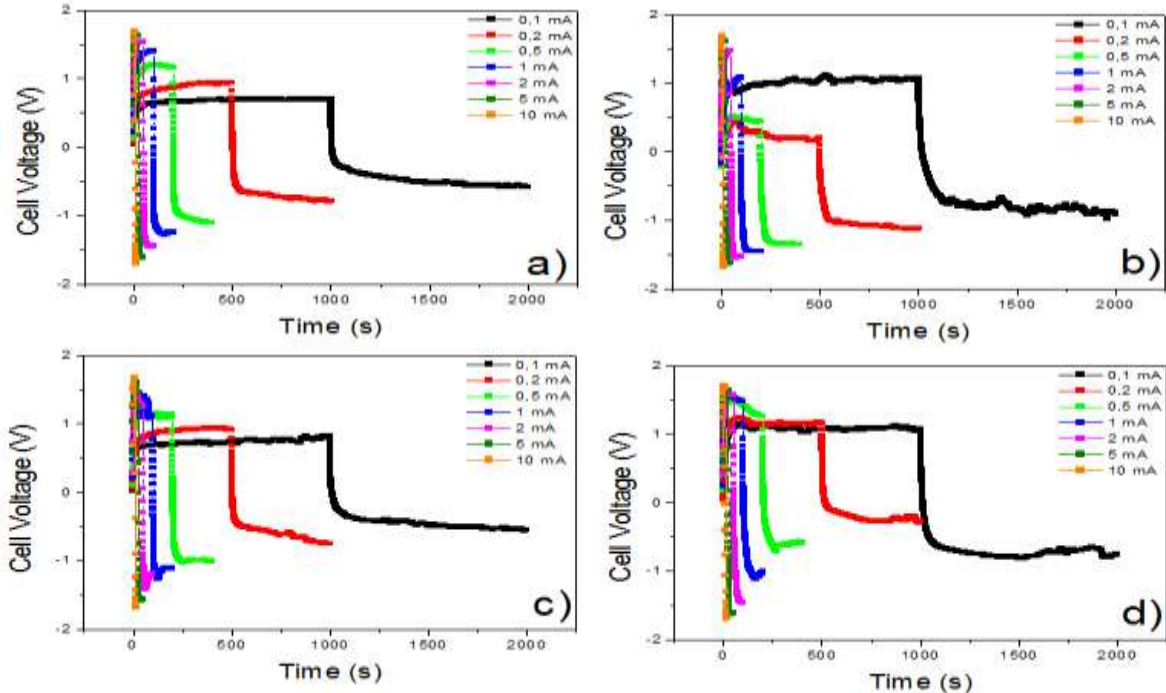 2
1
0
-1
-2
Cell Voltage (V)
0,1 mA
0,2 mA
0,5 mA
1 mA
2 mA
5 mA
10 mA
a)
0
500
1000
1500
2000
Time (s)
2
1
0
-1
-2
Cell Voltage (V)
0,1 mA
0,2 mA
0,5 mA
1 mA
2 mA
5 mA
10 mA
b)
0
500
1000
1500
2000
Time (s)
2
1
0
-1
-2
Cell Voltage (V)
0,1 mA
0,2 mA
0,5 mA
1 mA
2 mA
5 mA
10 mA
c)
0
500
1000
1500
2000
Time (s)
2
1
0
-1
-2
Cell Voltage (V)
0,1 mA
0,2 mA
0,5 mA
1 mA
2 mA
5 mA
10 mA
d)
0
500
1000
1500
2000
Time (s)